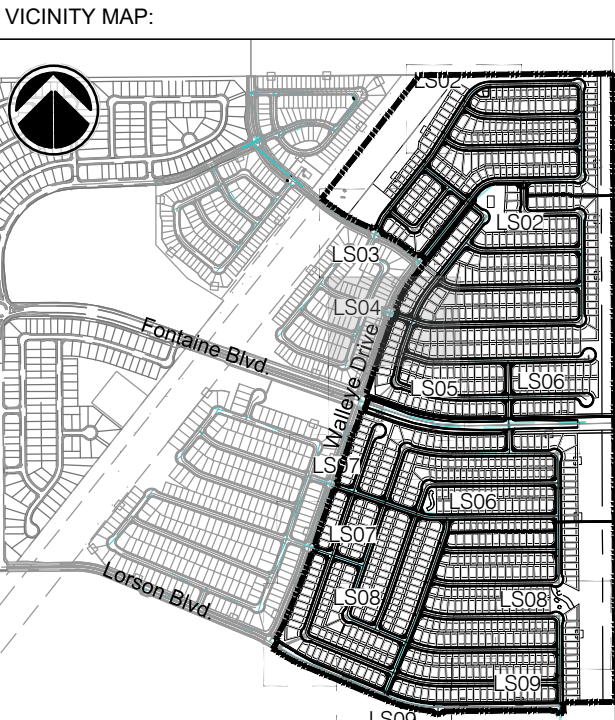 VICINITY MAP:
LS02
LS02
LS03
LS04
Fontaine Blvd.
Walleye Drive
LS05
LS06
LS07
LS06
LS07
LS08
LS08
Lorson Blvd.
LS09
LS09